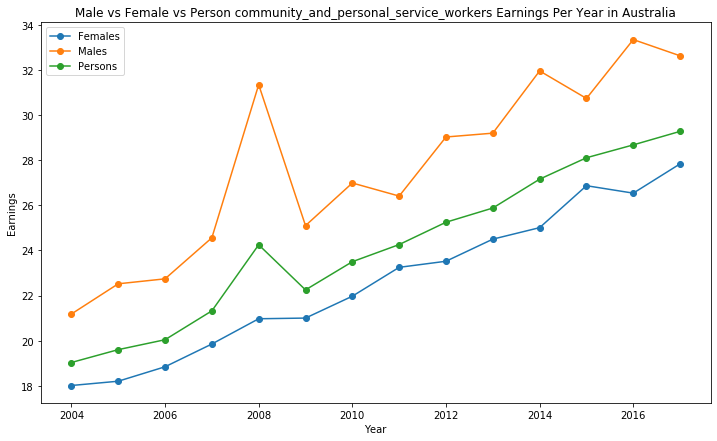 Male vs Female vs Person community_and_personal_service_workers Earnings Per Year in Australia
Females
Males
Persons
34
32
30
28
26
24
22
20
18
Earnings
2004
2006
2008
2010
2012
2014
2016
Year